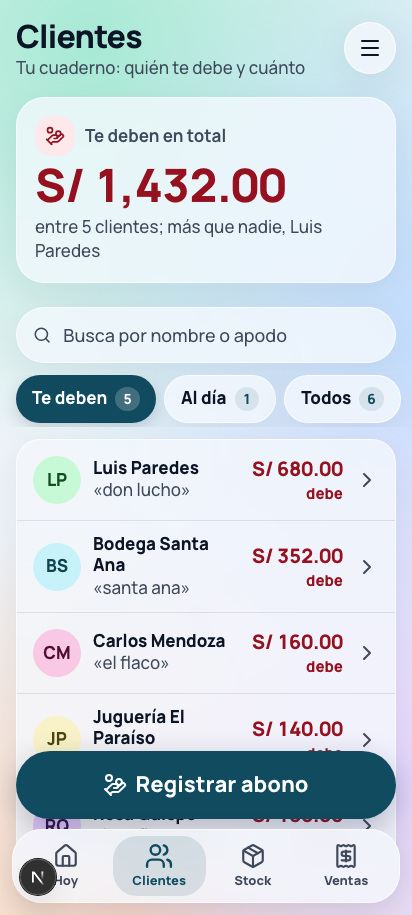 Clientes
Tu cuaderno: quién te debe y cuánto
Te deben en total
S/ 1,432.00
entre 5 clientes; más que nadie, Luis
Paredes
Busca por nombre o apodo
Te deben 5 Al día 1 Todos 6
LP Luis Paredes S/ 680.00
«don lucho» debe
BS Bodega Santa
Ana S/ 352.00
«santa ana» debe
CM Carlos Mendoza S/ 160.00
«el flaco» debe
JP Juguería El
Paraíso S/ 140.00
Registrar abono
N Hoy Clientes Stock Ventas